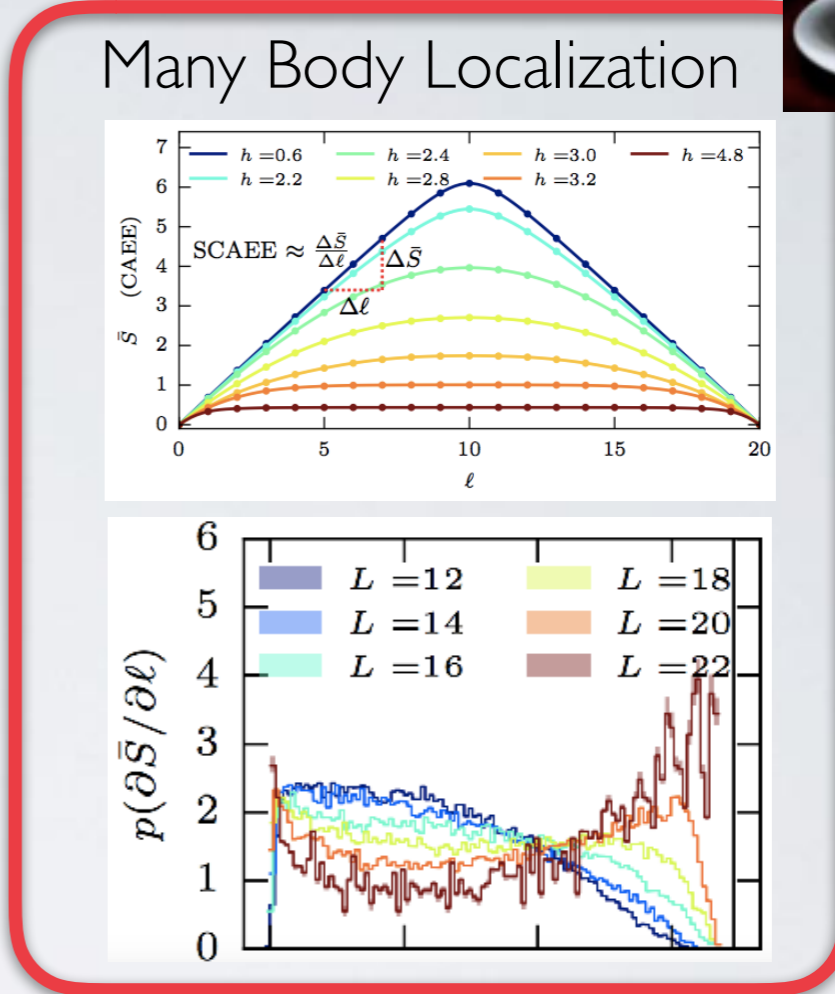 Many Body Localization
7
6
5
4
3
2
1
0
S̄ (CAEE)
h =0.6
h =2.2
h =2.4
h =2.8
h =3.0
h =3.2
h =4.8
SCAEE ≈ ΔS̄/Δℓ
ΔS̄
Δℓ
0 5 10 15 20
ℓ
6
5
4
3
2
1
0
p(∂S̄/∂ℓ)
L =12
L =14
L =16
L =18
L =20
L =22